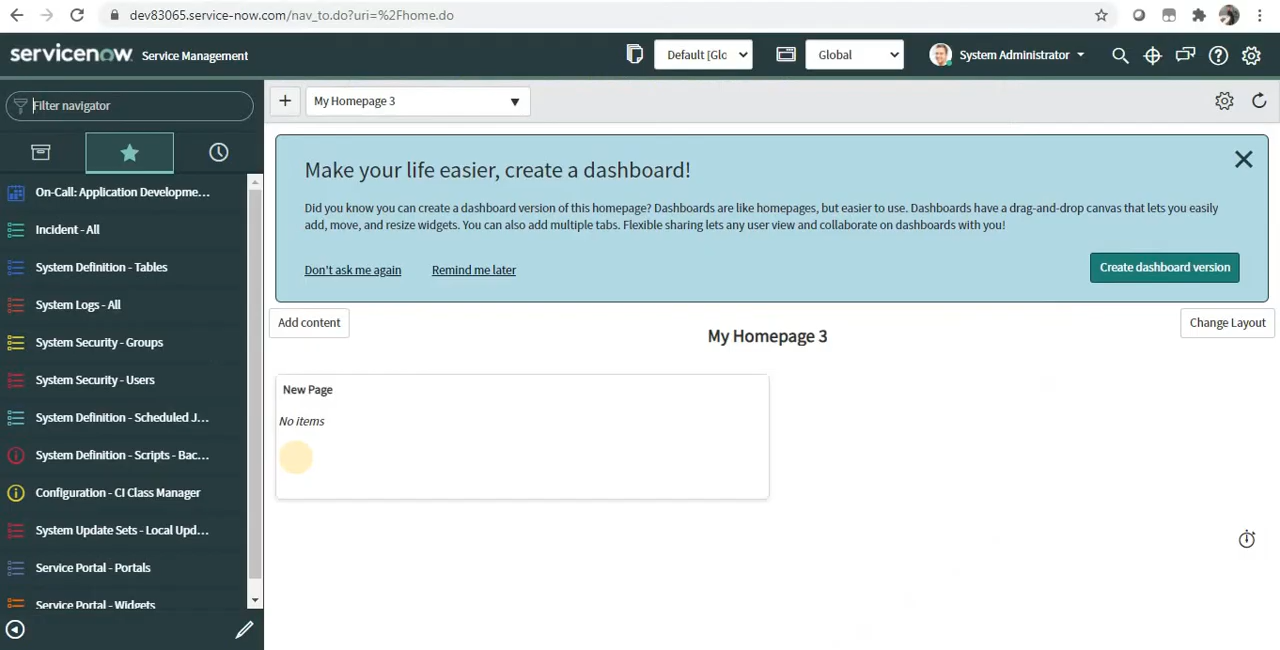 dev83065.service-now.com/nav_to.do?uri=%2Fhome.do
servicenow Service Management
Default [Glc
Global
System Administrator
Filter navigator
My Homepage 3
Make your life easier, create a dashboard!
Did you know you can create a dashboard version of this homepage? Dashboards are like homepages, but easier to use. Dashboards have a drag-and-drop canvas that lets you easily
add, move, and resize widgets. You can also add multiple tabs. Flexible sharing lets any user view and collaborate on dashboards with you!
Don't ask me again
Remind me later
Create dashboard version
Add content
My Homepage 3
Change Layout
New Page
No items
On-Call: Application Developme...
Incident - All
System Definition - Tables
System Logs - All
System Security - Groups
System Security - Users
System Definition - Scheduled J...
System Definition - Scripts - Bac...
Configuration - CI Class Manager
System Update Sets - Local Upd...
Service Portal - Portals
Service Portal - Widgets